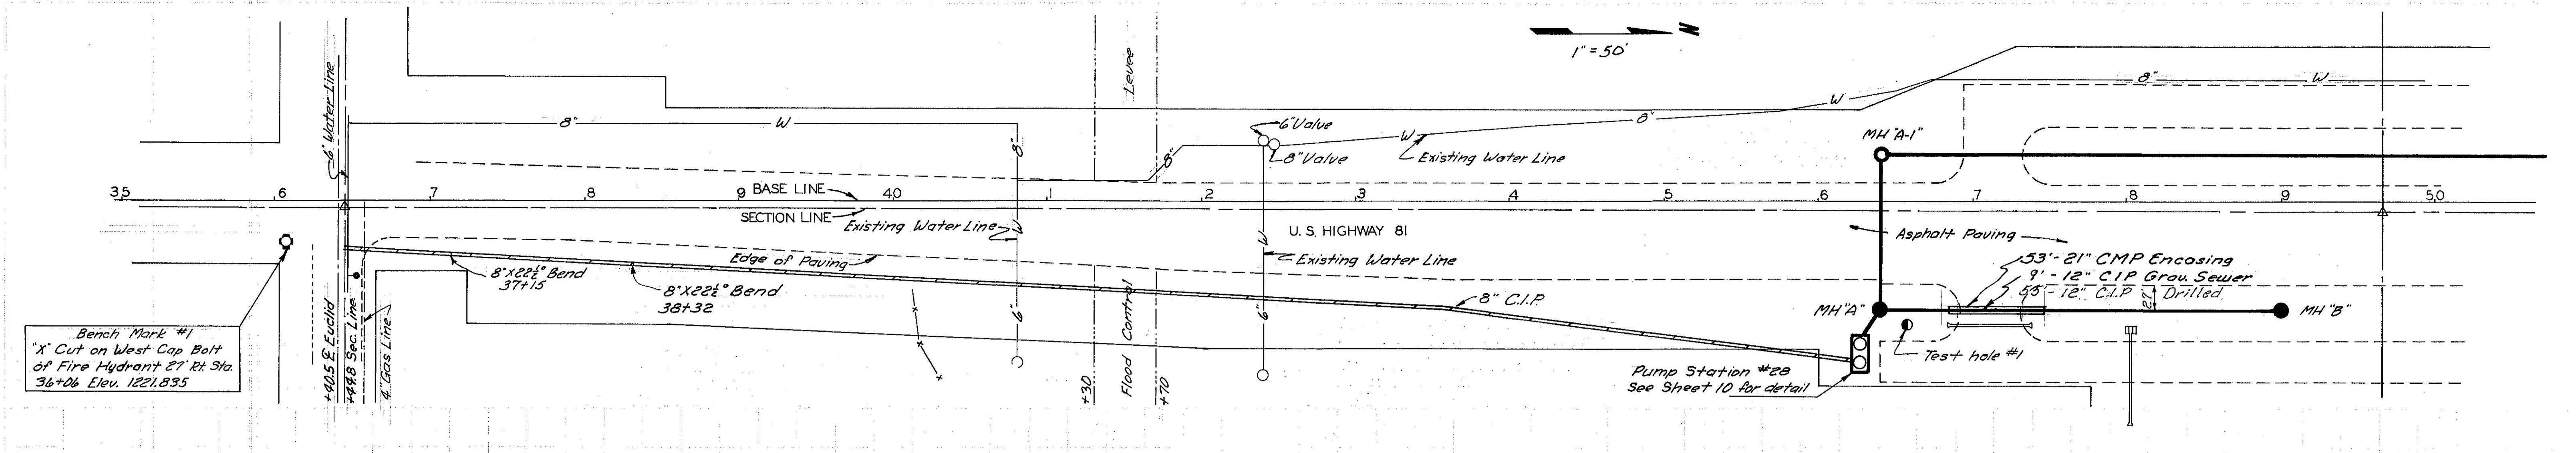 N
1" = 50'
6" Water Line
8"
W
8"
Levee
8"
6" Valve
8" Valve
W
Existing Water Line
8"
W
8"
W
MH "A-1"
35
6
7
8
9
40
1
2
3
4
5
6
7
8
9
50
BASE LINE
SECTION LINE
Existing Water Line
W
W
U.S. HIGHWAY 81
Asphalt Paving
Edge of Paving
Existing Water Line
53'-21" CMP Encasing
9'-12" C.I.P Grav. Sewer
55'-12" C.I.P Drilled
27'
8"X22½° Bend
37+15
8"X22½° Bend
38+32
8" C.I.P.
MH "A"
MH "B"
6"
6"
Bench Mark #1
"X" Cut on West Cap Bolt
of Fire Hydrant 27' Rt. Sta.
36+06 Elev. 1221.835
+40.5 ℄ Euclid
+44.8 Sec. Line
4" Gas Line
+30
Flood Control
+70
Test hole #1
Pump Station #28
See Sheet 10 for detail